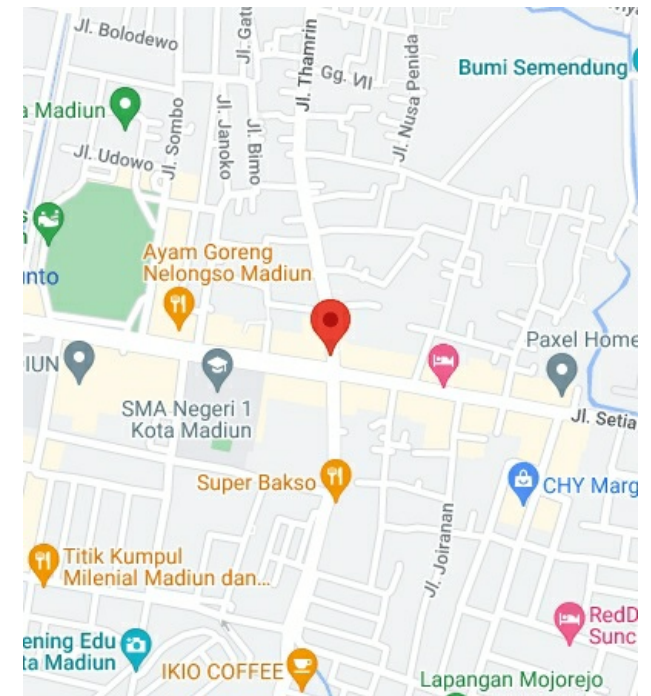 Jl. Bolodewo
Jl. Gatu
Jl. Thamrin
Gg. VII
Jl. Nusa Penida
Bumi Semendung
a Madiun
Jl. Sombo
Jl. Janoko
Jl. Bimo
Jl. Udowo
Ayam Goreng
Nelongso Madiun
nto
IUN
Paxel Home
SMA Negeri 1
Kota Madiun
Jl. Setia
Super Bakso
CHY Marg
Jl. Joiranan
Titik Kumpul
Milenial Madiun dan...
RedD
Sunc
ening Edu
ta Madiun
IKIO COFFEE
Lapangan Mojorejo